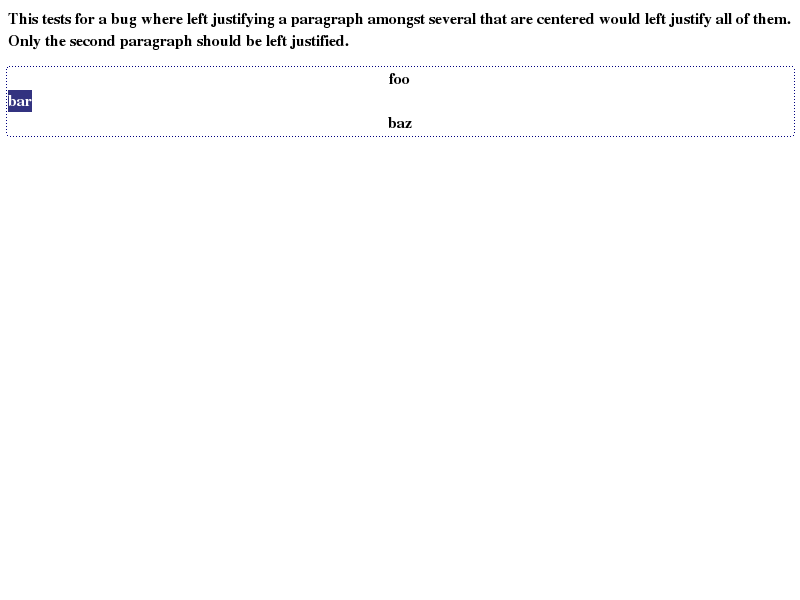 This tests for a bug where left justifying a paragraph amongst several that are centered would left justify all of them.
Only the second paragraph should be left justified.
foo
bar
baz